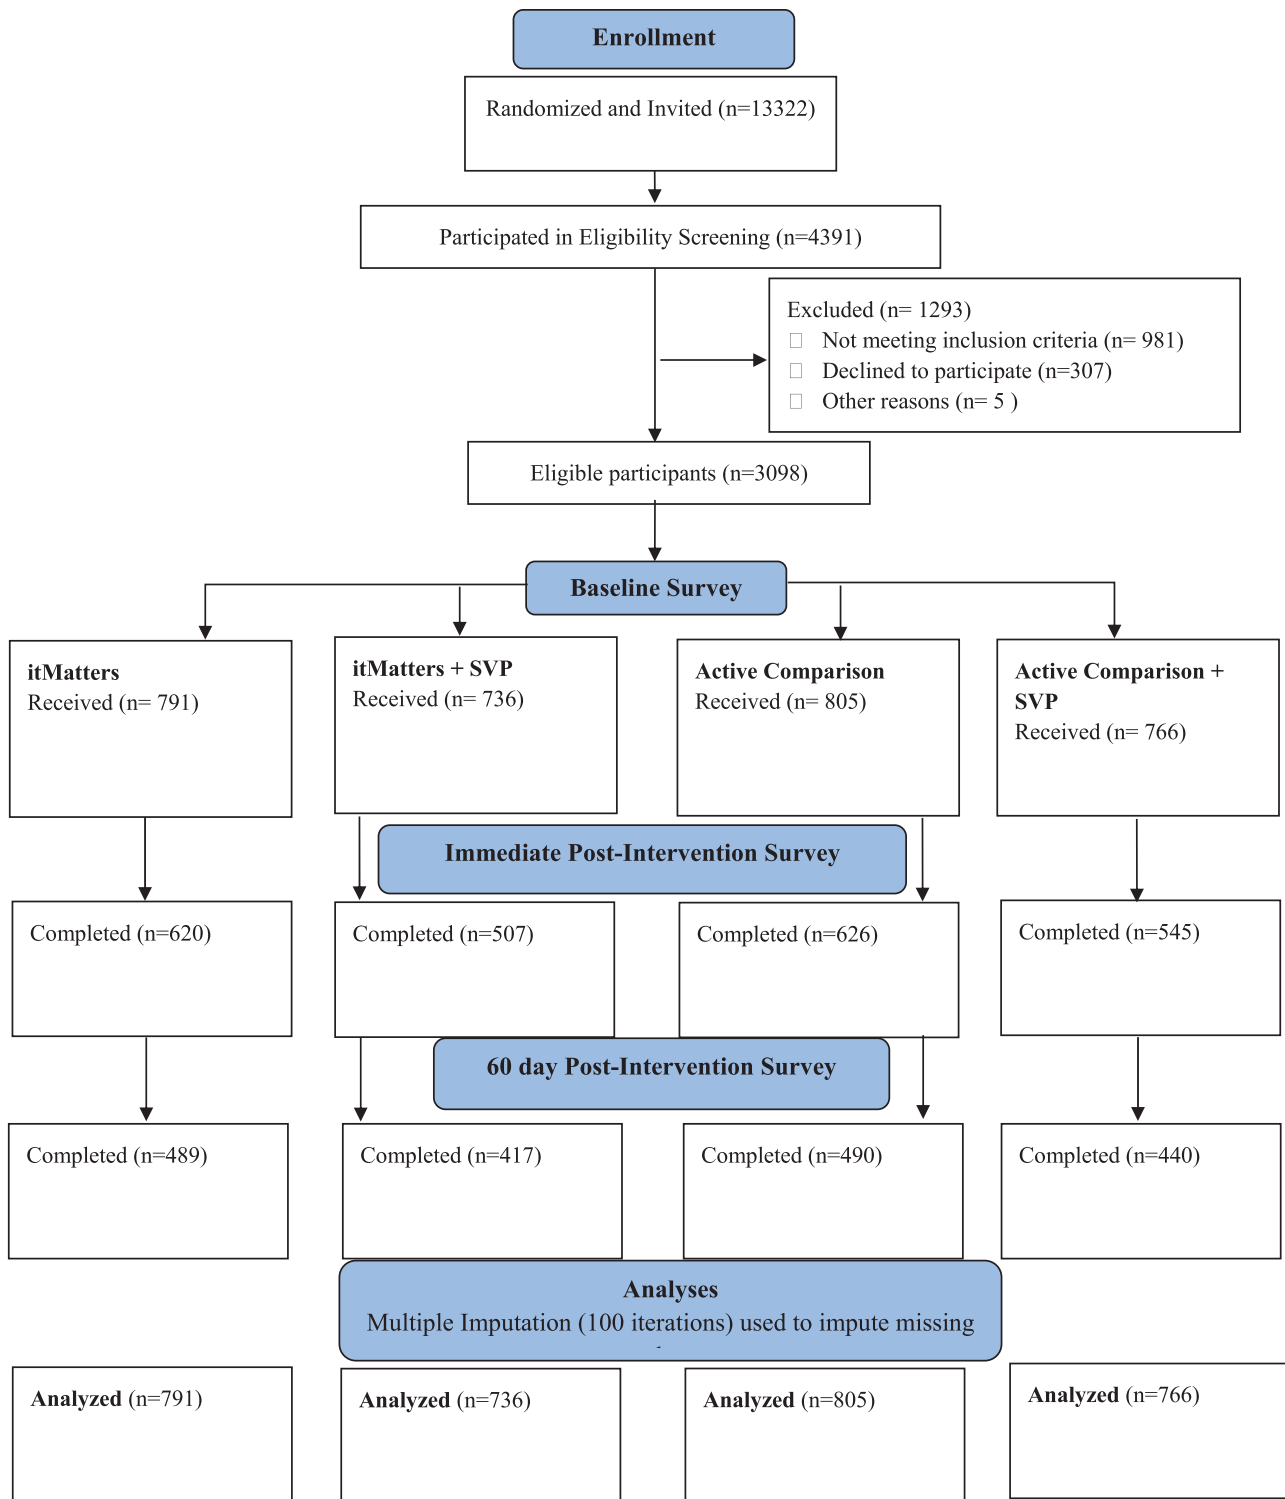 Enrollment
Randomized and Invited (n=13322)
Participated in Eligibility Screening (n=4391)
Excluded (n= 1293)
Not meeting inclusion criteria (n= 981)
Declined to participate (n=307)
Other reasons (n= 5 )
Eligible participants (n=3098)
Baseline Survey
itMatters
Received (n= 791)
itMatters + SVP
Received (n= 736)
Active Comparison
Received (n= 805)
Active Comparison +
SVP
Received (n= 766)
Immediate Post-Intervention Survey
Completed (n=620)
Completed (n=507)
Completed (n=626)
Completed (n=545)
60 day Post-Intervention Survey
Completed (n=489)
Completed (n=417)
Completed (n=490)
Completed (n=440)
Analyses
Multiple Imputation (100 iterations) used to impute missing
Analyzed (n=791)
Analyzed (n=736)
Analyzed (n=805)
Analyzed (n=766)